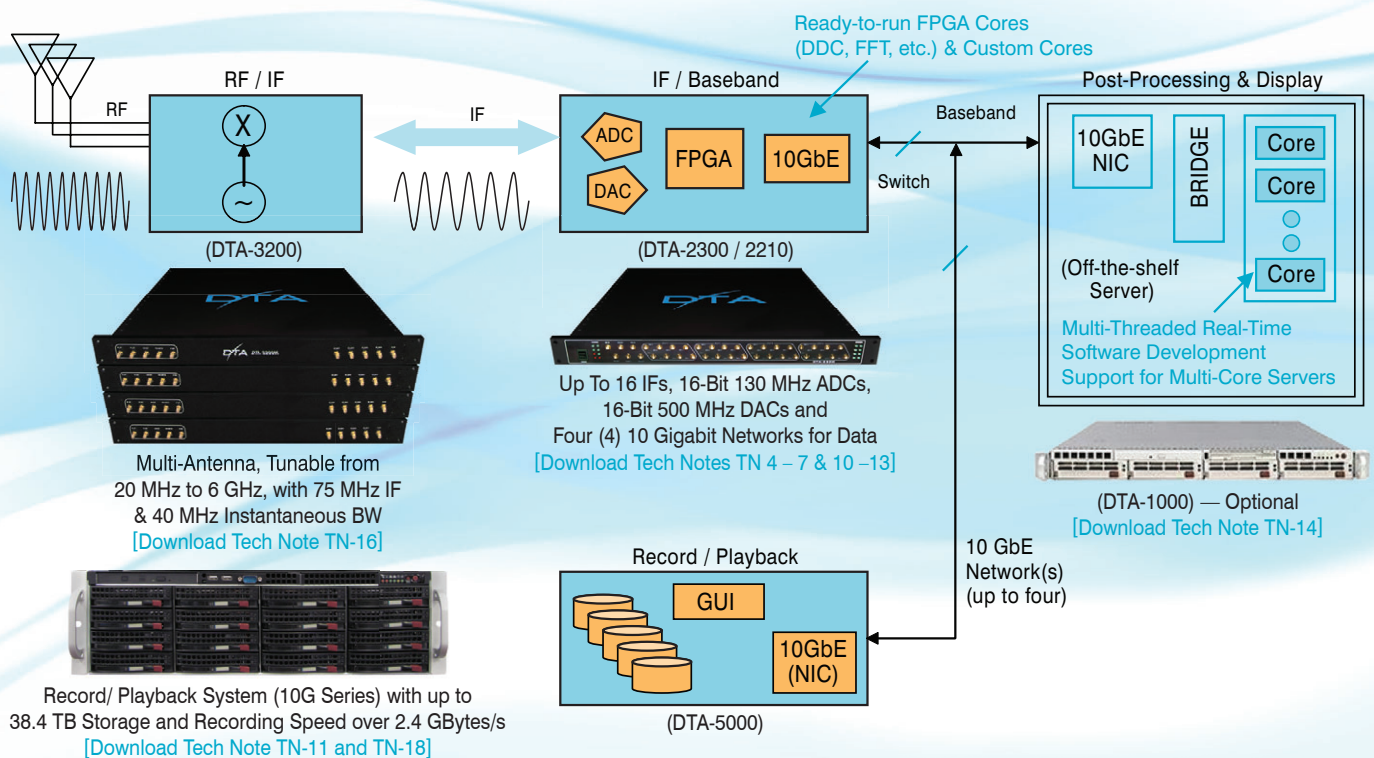 Ready-to-run FPGA Cores
(DDC, FFT, etc.) & Custom Cores
RF / IF
RF
X
~
(DTA-3200)
IF
IF / Baseband
ADC
DAC
FPGA
10GbE
(DTA-2300 / 2210)
Baseband
Switch
Post-Processing & Display
10GbE
NIC
BRIDGE
Core
Core
Core
(Off-the-shelf
Server)
Multi-Threaded Real-Time
Software Development
Support for Multi-Core Servers
DTA
DTA
Multi-Antenna, Tunable from
20 MHz to 6 GHz, with 75 MHz IF
& 40 MHz Instantaneous BW
[Download Tech Note TN-16]
DTA
Up To 16 IFs, 16-Bit 130 MHz ADCs,
16-Bit 500 MHz DACs and
Four (4) 10 Gigabit Networks for Data
[Download Tech Notes TN 4 – 7 & 10 –13]
(DTA-1000) — Optional
[Download Tech Note TN-14]
Record/ Playback System (10G Series) with up to
38.4 TB Storage and Recording Speed over 2.4 GBytes/s
[Download Tech Note TN-11 and TN-18]
Record / Playback
GUI
10GbE
(NIC)
(DTA-5000)
10 GbE
Network(s)
(up to four)